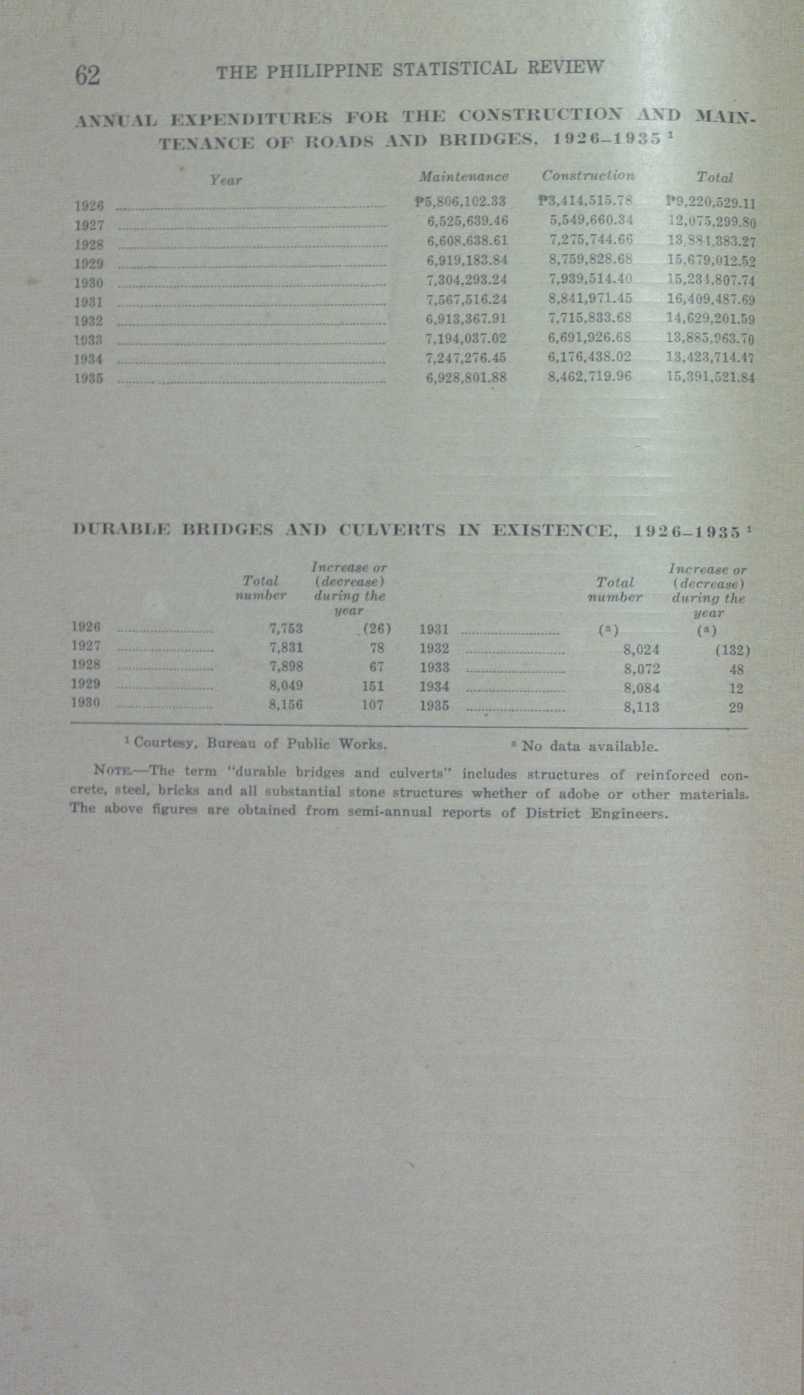 62 THE PHILIPPINE STATISTICAL REVIEW
ANNUAL EXPENDITURES FOR THE CONSTRUCTION AND MAIN-
TENANCE OF ROADS AND BRIDGES, 1926–1935 ¹
Year Maintenance Construction Total
1926 ₱5,806,102.33 ₱3,414,515.78 ₱9,220,529.11
1927 6,525,639.46 5,549,660.34 12,075,299.80
1928 6,608,638.61 7,275,744.66 13,884,383.27
1929 6,919,183.84 8,759,828.68 15,679,012.52
1930 7,304,293.24 7,939,514.40 15,234,807.74
1931 7,567,516.24 8,841,971.45 16,409,487.69
1932 6,913,367.91 7,715,833.68 14,629,201.59
1933 7,194,037.02 6,691,926.68 13,885,963.70
1934 7,247,276.45 6,176,438.02 13,423,714.47
1935 6,928,801.88 8,462,719.96 15,391,521.84
DURABLE BRIDGES AND CULVERTS IN EXISTENCE, 1926–1935 ¹
Total number Increase or (decrease) during the year Total number Increase or (decrease) during the year
1926 7,753 (26) 1931 (ª) (ª)
1927 7,831 78 1932 8,024 (132)
1928 7,898 67 1933 8,072 48
1929 8,049 151 1934 8,084 12
1930 8,156 107 1935 8,113 29
¹ Courtesy, Bureau of Public Works. ª No data available.
NOTE.—The term "durable bridges and culverts" includes structures of reinforced con-
crete, steel, bricks and all substantial stone structures whether of adobe or other materials.
The above figures are obtained from semi-annual reports of District Engineers.